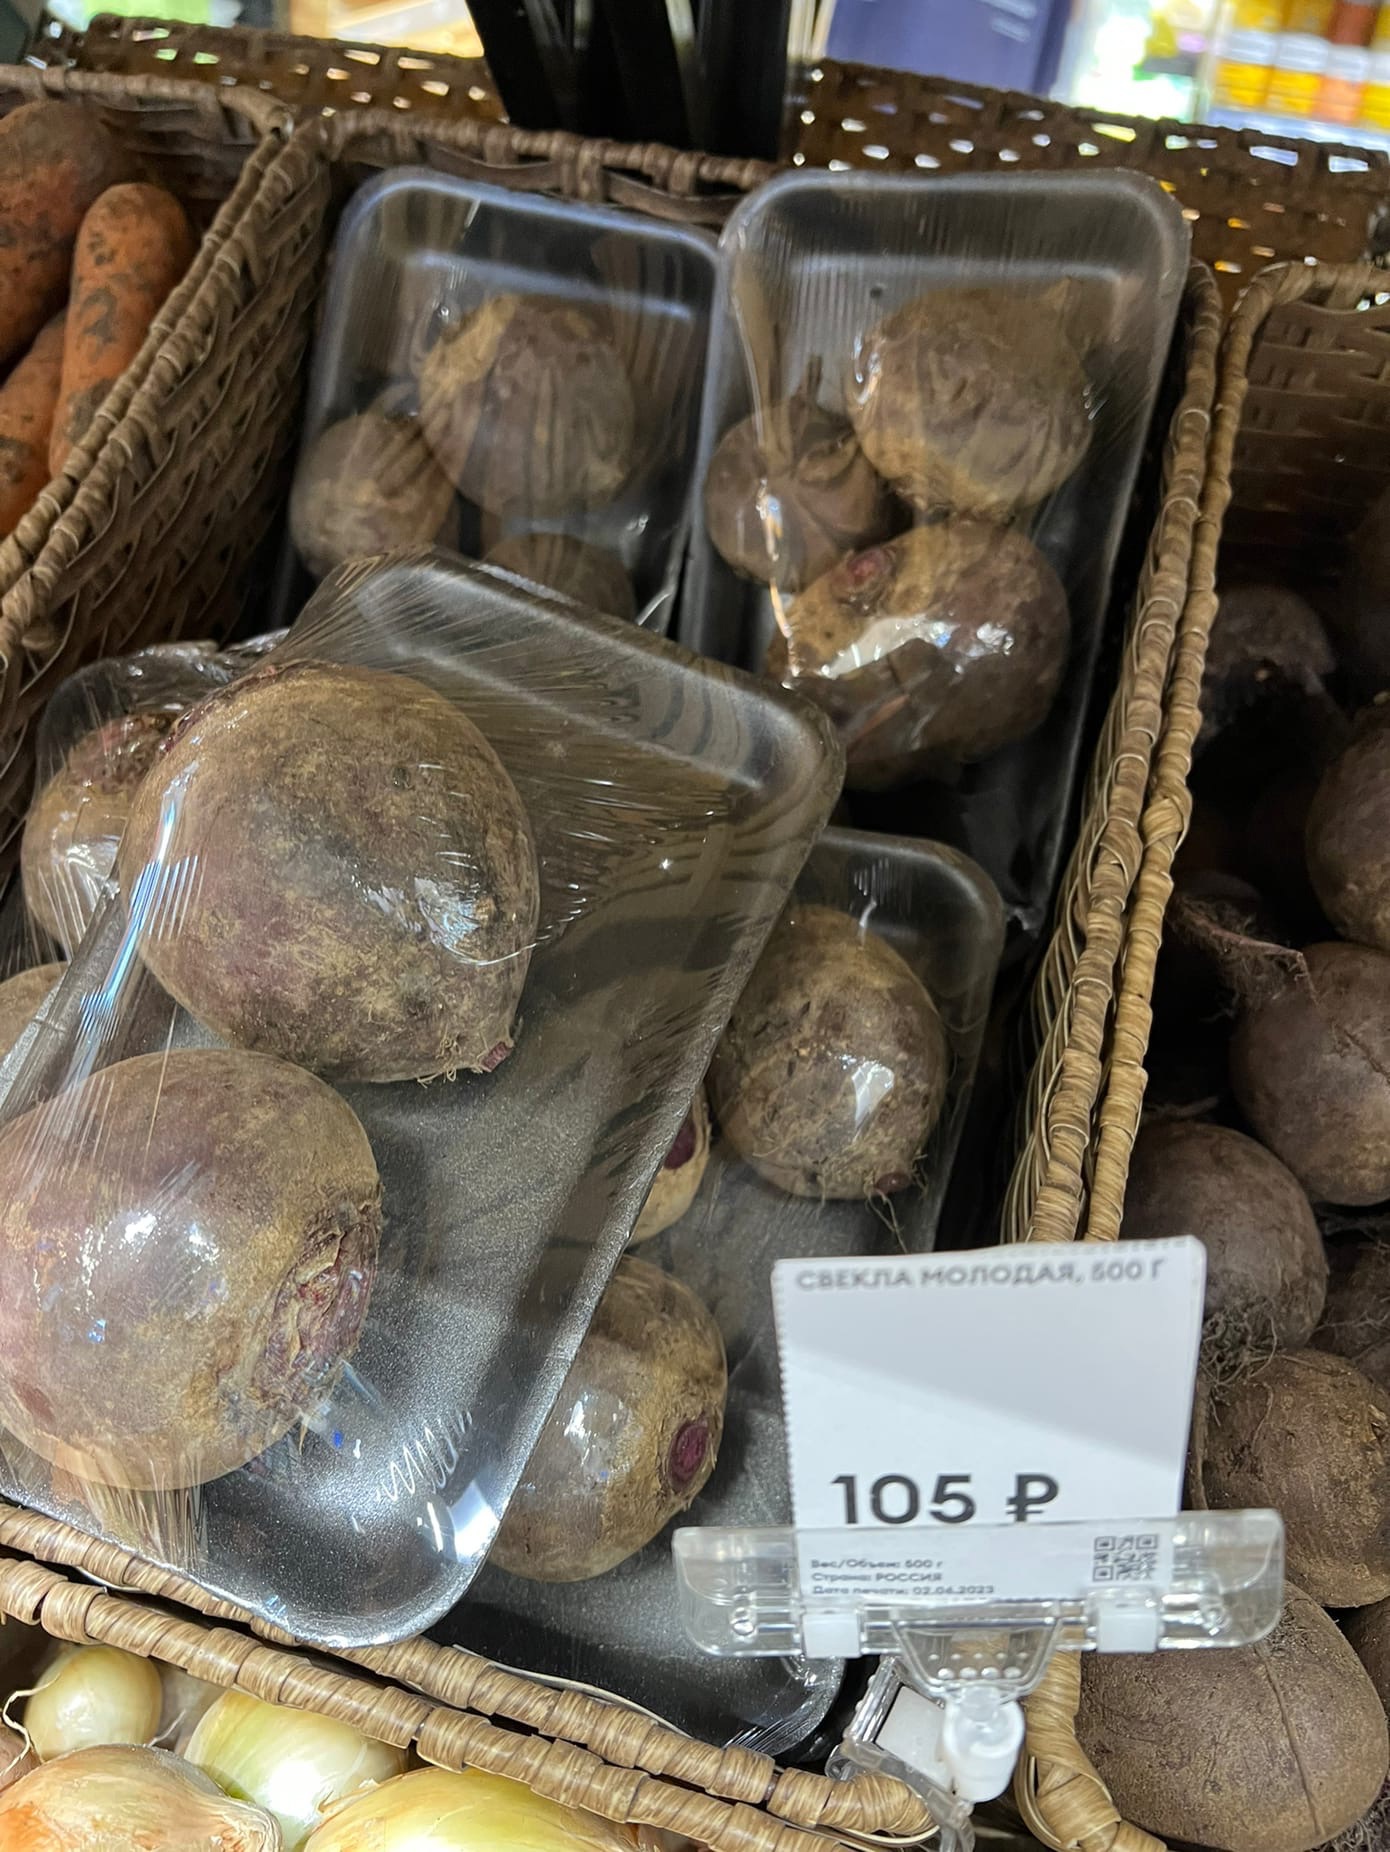 СВЕКЛА МОЛОДАЯ, 500 Г
105 ₽
Вес/Объем: 500 г
Страна: РОССИЯ
Дата печати: 02.06.2023